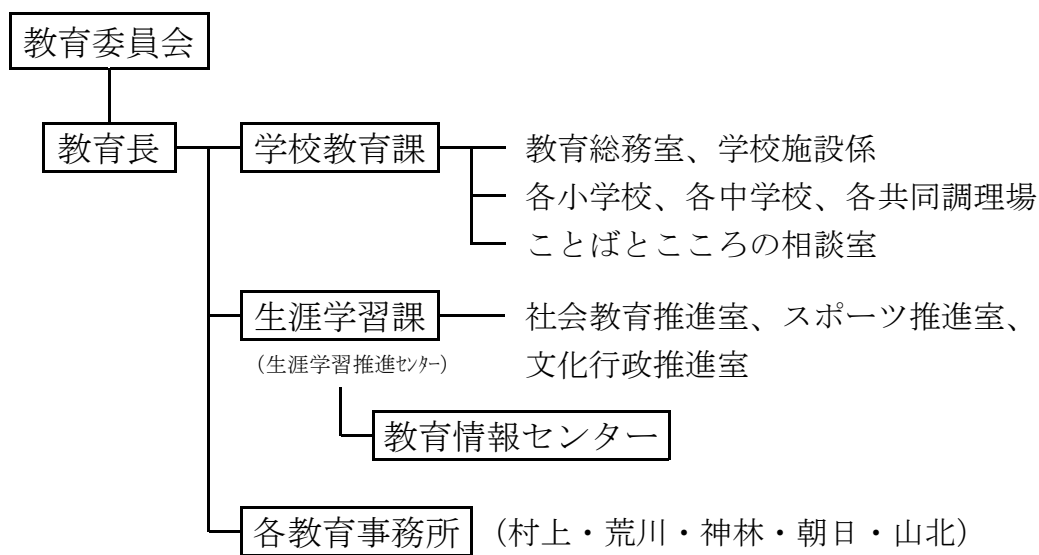 教育委員会
教育長
学校教育課
教育総務室、学校施設係
各小学校、各中学校、各共同調理場
ことばとこころの相談室
生涯学習課
社会教育推進室、スポーツ推進室、
(生涯学習推進ｾﾝﾀｰ)
文化行政推進室
教育情報センター
各教育事務所
（村上・荒川・神林・朝日・山北）